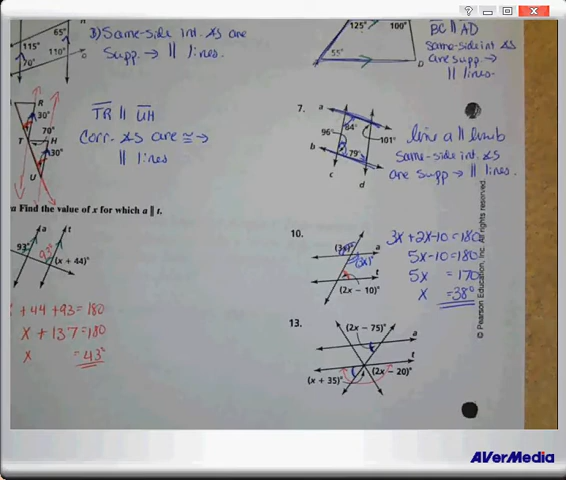 3) Same-side int. ∡s are
supp → || lines.
65°
115°
110°
70°
125°
100°
55°
D
BC || AD
same-side int ∡s
are supp →
|| lines.
R
30°
70°
T
H
30°
U
TR || UH
Corr. ∡s are ≅ →
|| lines
7.
a
96°
84°
101°
b
79°
c
d
line a || line b
same-side int. ∡s
are supp → || lines.
Find the value of x for which a || t.
a
t
93°
93°
(x + 44)°
+ 44 + 93 = 180
x + 137 = 180
x = 43°
10.
(3x)°
a
(3x)°
t
(2x − 10)°
3x + 2x - 10 = 180
5x - 10 = 180
5x = 170
x = 38°
13.
(2x − 75)°
a
t
(x + 35)°
(2x − 20)°
© Pearson Education, Inc. All rights reserved.
AVerMedia